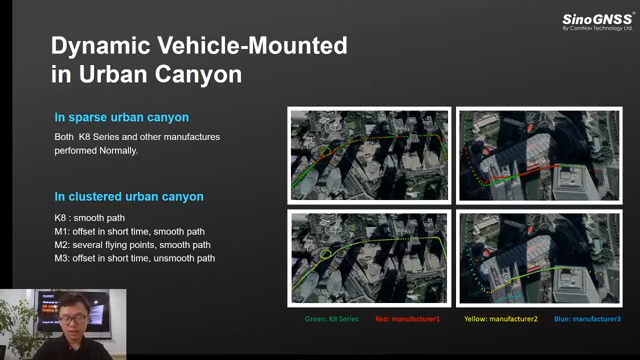 SinoGNSS®
By ComNav Technology Ltd.
Dynamic Vehicle-Mounted
in Urban Canyon
In sparse urban canyon
Both K8 Series and other manufactures
performed Normally.
In clustered urban canyon
K8 : smooth path
M1: offset in short time, smooth path
M2: several flying points, smooth path
M3: offset in short time, unsmooth path
Green: K8 Series
Red: manufacturer1
Yellow: manufacturer2
Blue: manufacturer3